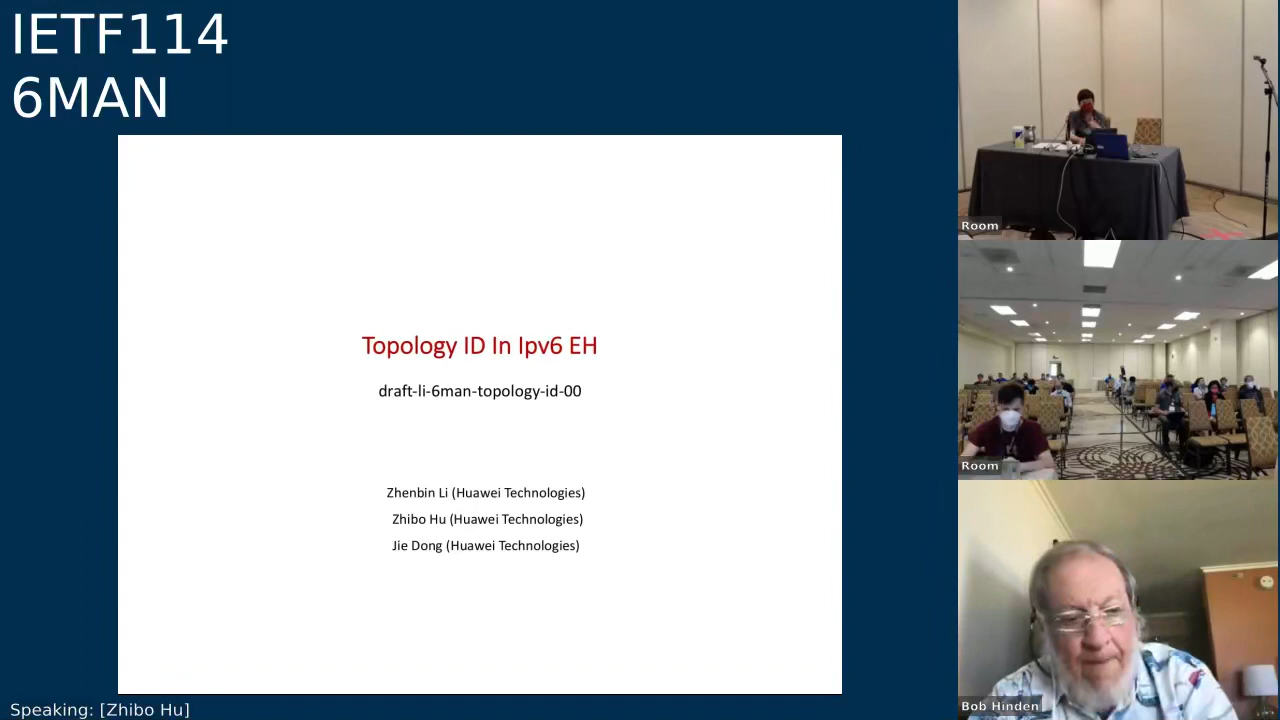 IETF114
6MAN
Topology ID In Ipv6 EH
draft-li-6man-topology-id-00
Zhenbin Li (Huawei Technologies)
Zhibo Hu (Huawei Technologies)
Jie Dong (Huawei Technologies)
Speaking: [Zhibo Hu]
Room
Room
Bob Hinden